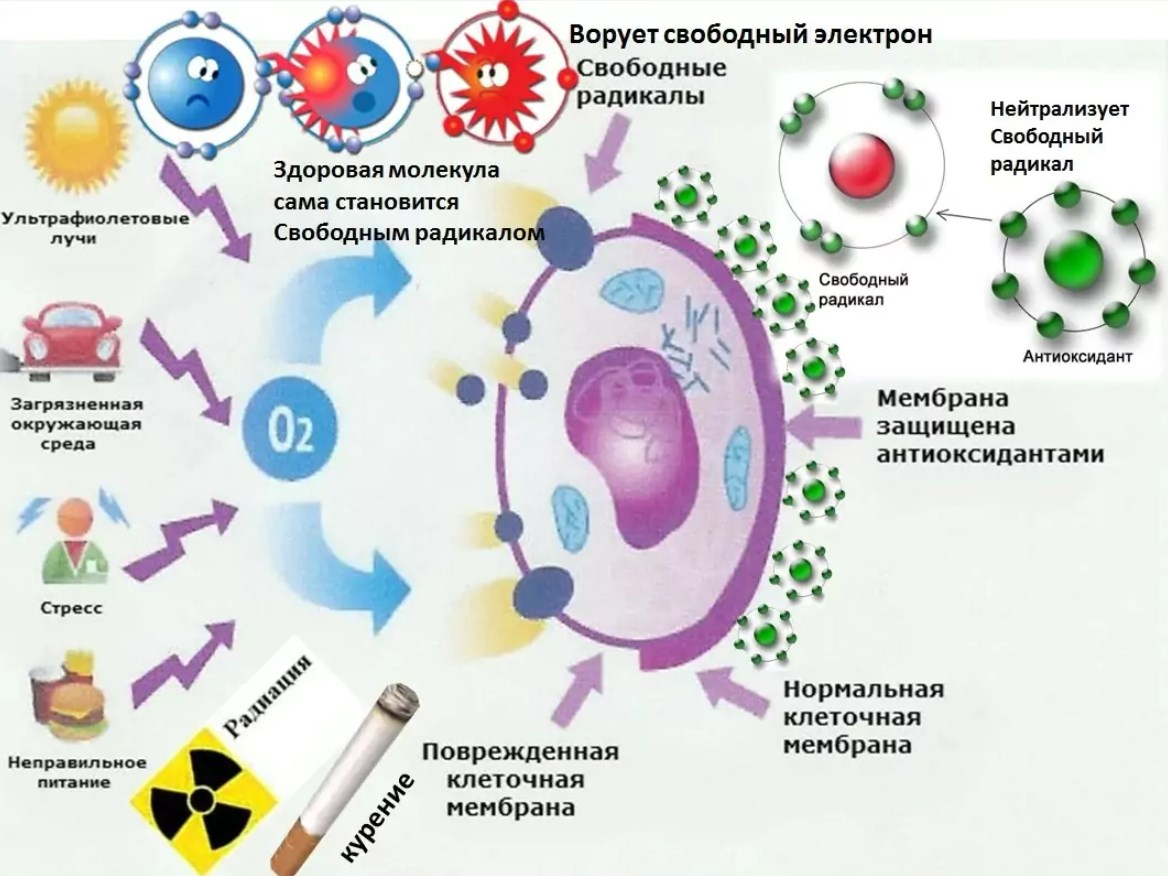 Ворует свободный электрон
Свободные
радикалы
Здоровая молекула
сама становится
Свободным радикалом
Нейтрализует
Свободный
радикал
Свободный
радикал
Антиоксидант
Ультрафиолетовые
лучи
Загрязненная
окружающая
среда
O2
Мембрана
защищена
антиоксидантами
Стресс
Неправильное
питание
Радиация
курение
Поврежденная
клеточная
мембрана
Нормальная
клеточная
мембрана